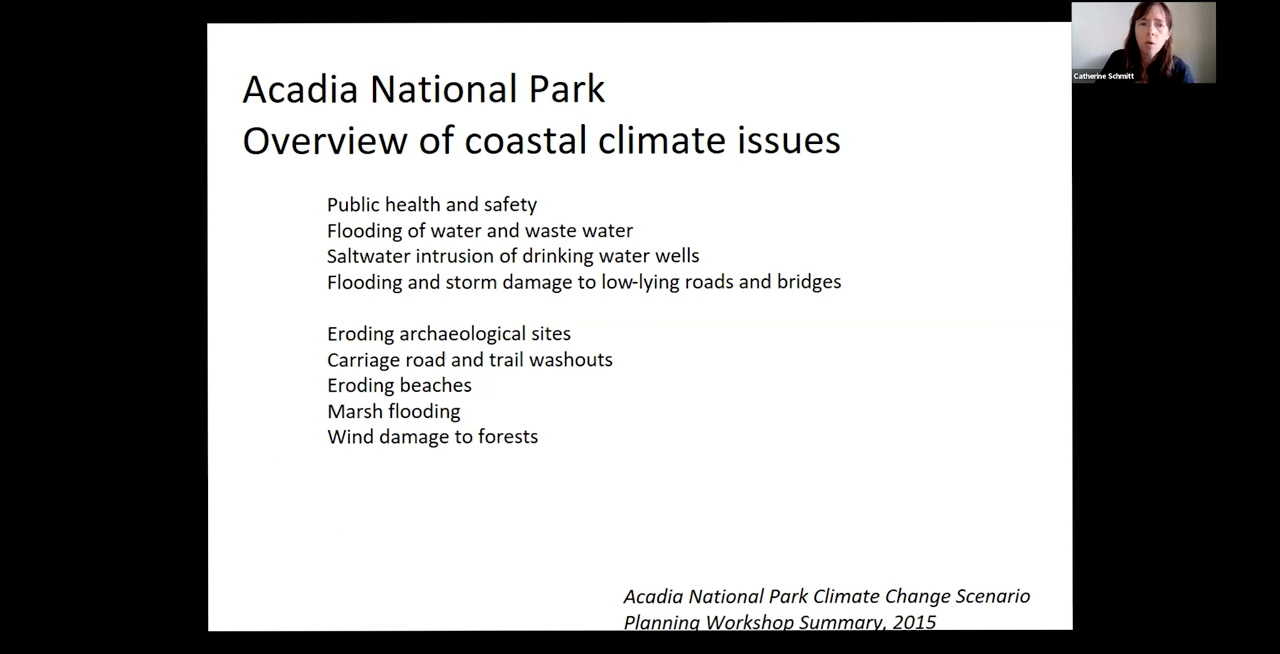 Acadia National Park
Overview of coastal climate issues
Public health and safety
Flooding of water and waste water
Saltwater intrusion of drinking water wells
Flooding and storm damage to low-lying roads and bridges
Eroding archaeological sites
Carriage road and trail washouts
Eroding beaches
Marsh flooding
Wind damage to forests
Acadia National Park Climate Change Scenario
Planning Workshop Summary, 2015
Catherine Schmitt